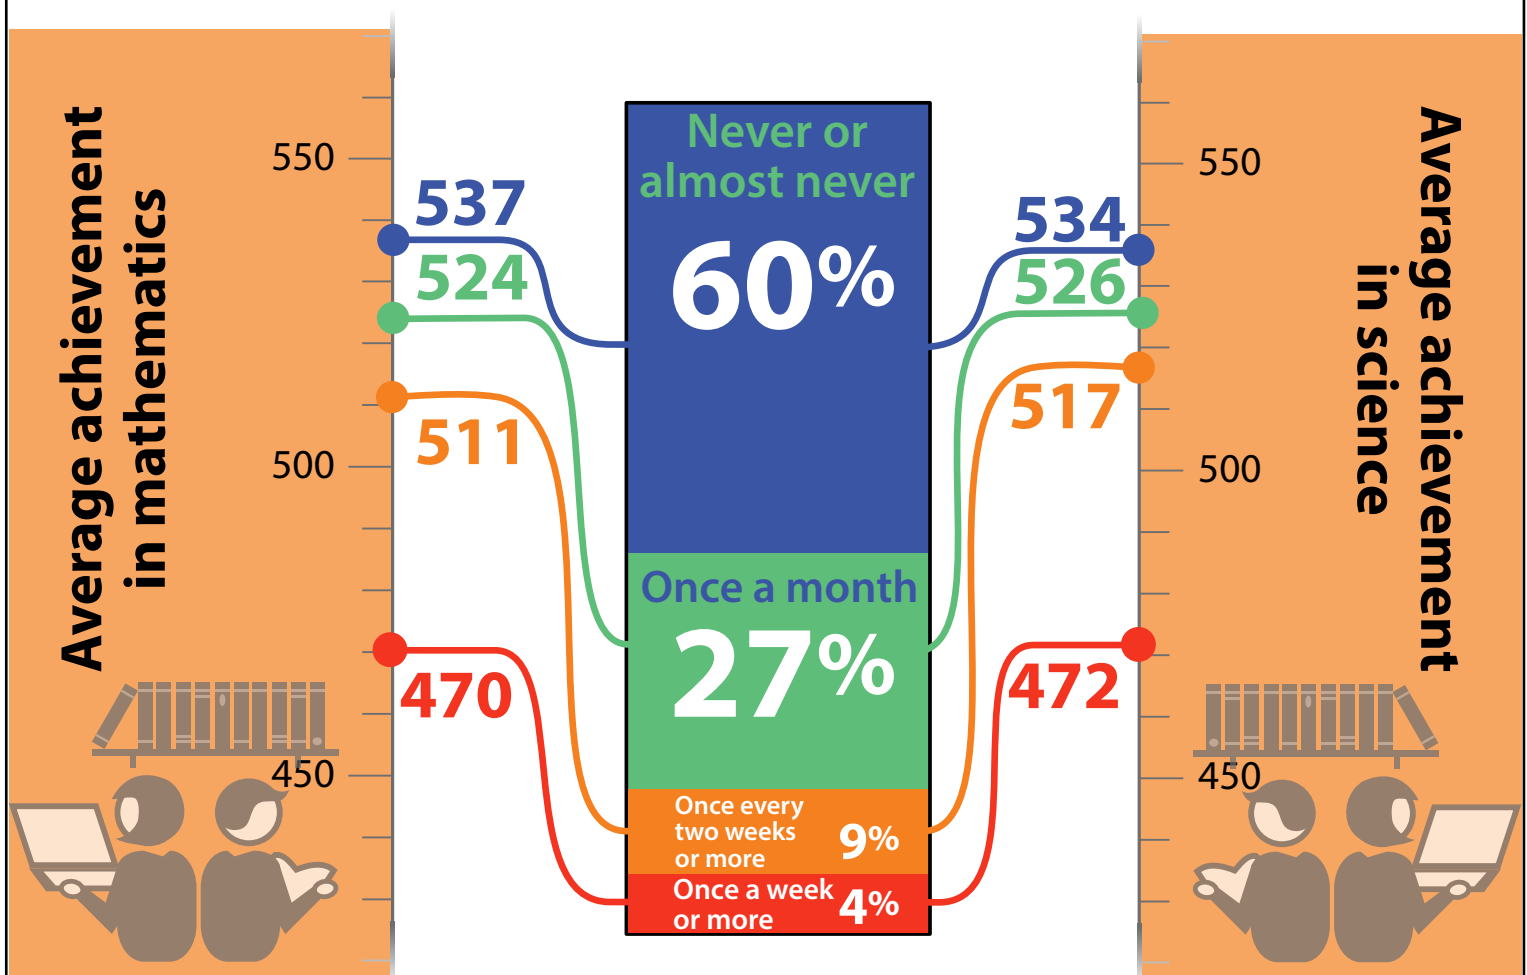 Average achievement
in mathematics
550
500
450
537
524
511
470
Never or
almost never
60%
Once a month
27%
Once every
two weeks
or more
9%
Once a week
or more
4%
534
526
517
472
550
500
450
Average achievement
in science